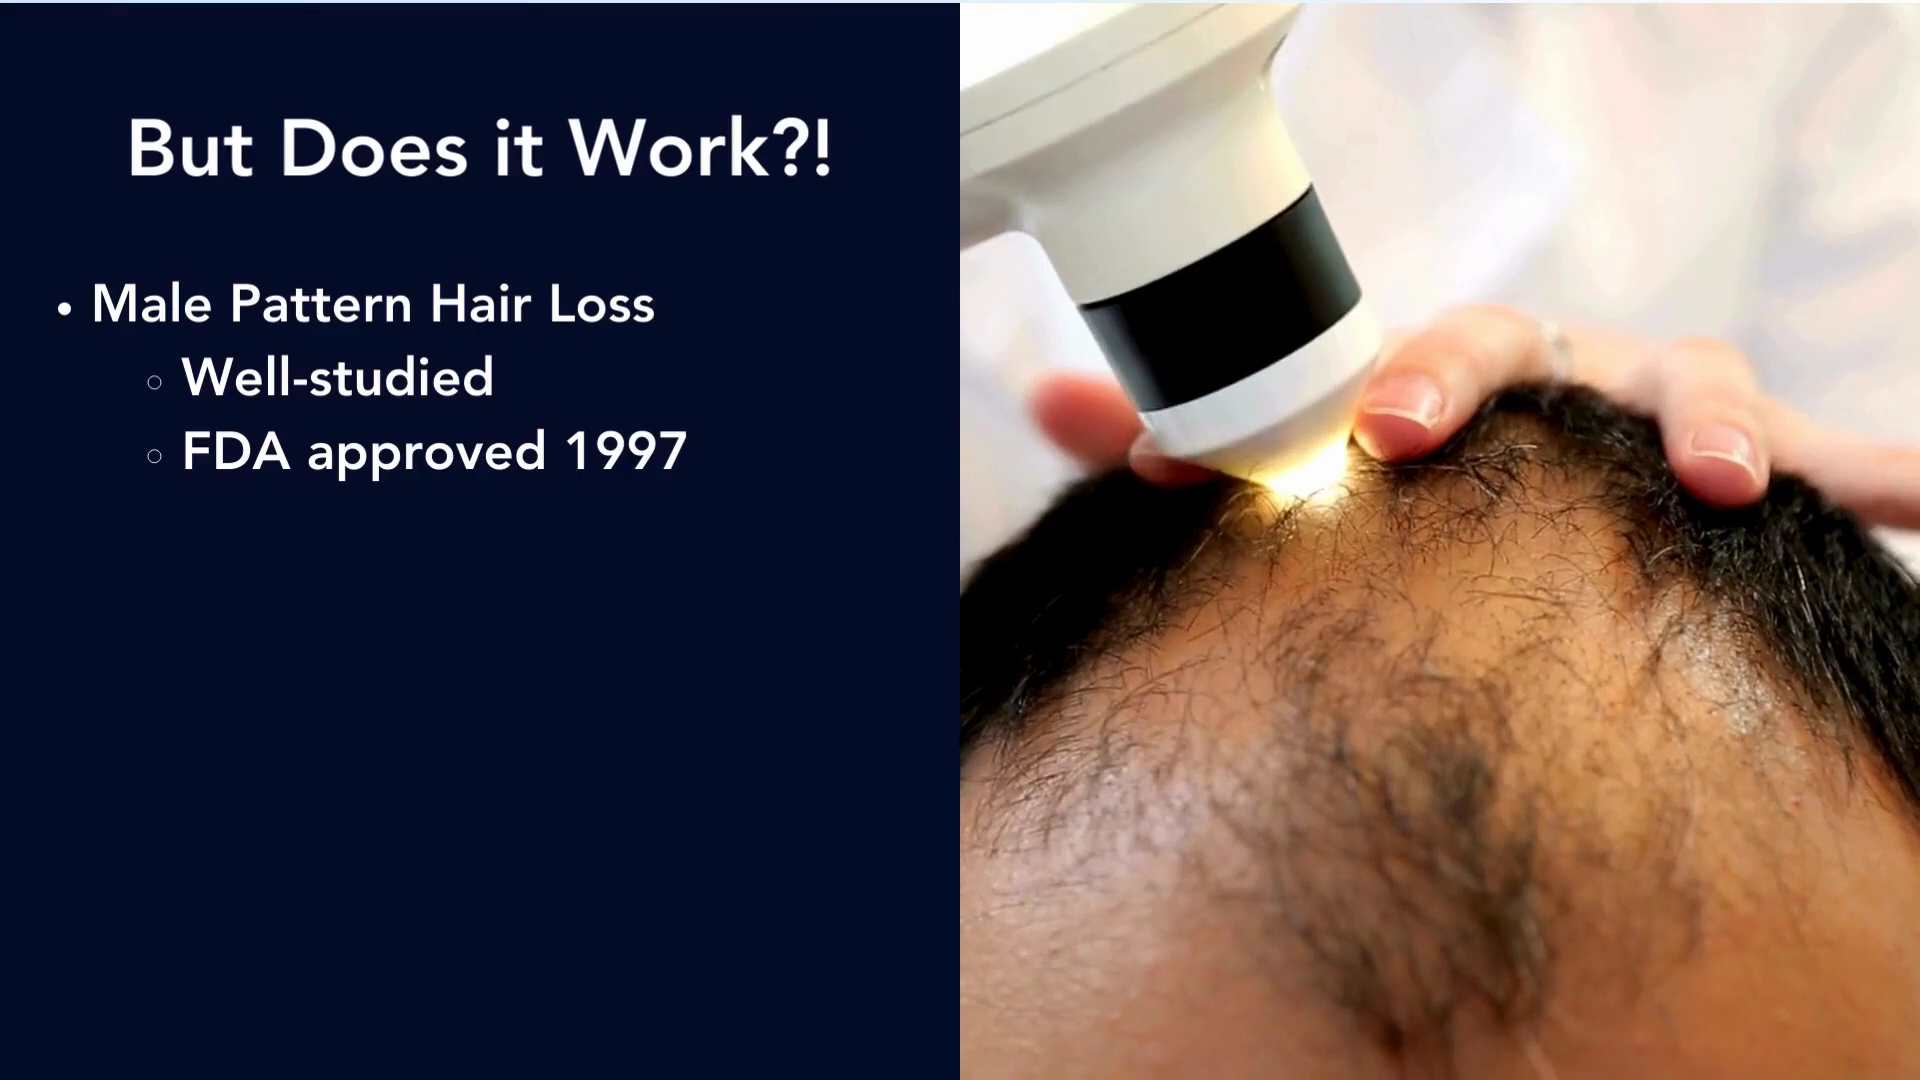 But Does it Work?!
• Male Pattern Hair Loss
◦ Well-studied
◦ FDA approved 1997